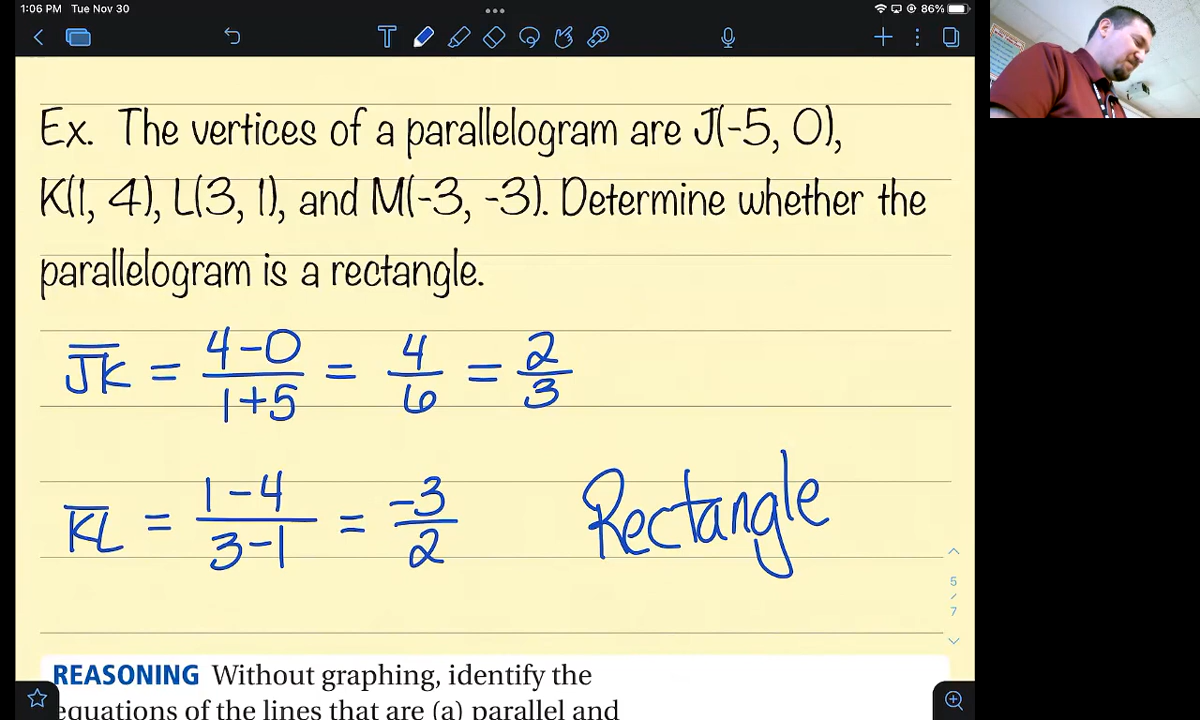 1:06 PM Tue Nov 30
86%
Ex. The vertices of a parallelogram are J(-5, 0),
K(1, 4), L(3, 1), and M(-3, -3). Determine whether the
parallelogram is a rectangle.
JK = 4-0 / 1+5 = 4/6 = 2/3
KL = 1-4 / 3-1 = -3/2 Rectangle
5
/
7
REASONING Without graphing, identify the
equations of the lines that are (a) parallel and